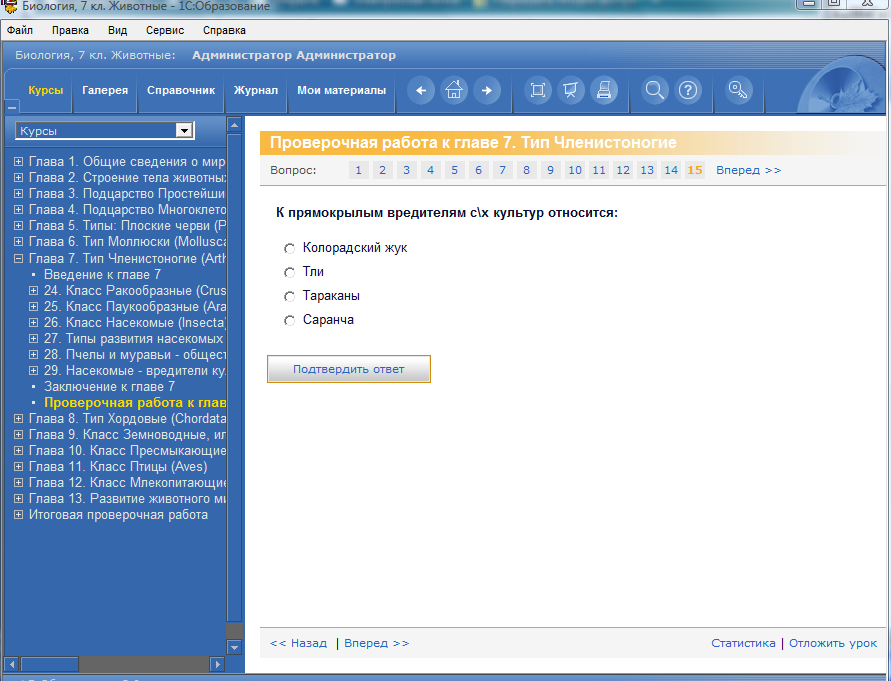 Биология, 7 кл. Животные - 1С:Образование
Файл Правка Вид Сервис Справка
Биология, 7 кл. Животные: Администратор Администратор
Курсы Галерея Справочник Журнал Мои материалы
Курсы
Глава 1. Общие сведения о мир
Глава 2. Строение тела животны
Глава 3. Подцарство Простейши
Глава 4. Подцарство Многоклето
Глава 5. Типы: Плоские черви (P
Глава 6. Тип Моллюски (Mollusca
Глава 7. Тип Членистоногие (Arth
Введение к главе 7
24. Класс Ракообразные (Crus
25. Класс Паукообразные (Ara
26. Класс Насекомые (Insecta)
27. Типы развития насекомых
28. Пчелы и муравьи - общест
29. Насекомые - вредители ку
Заключение к главе 7
Проверочная работа к глав
Глава 8. Тип Хордовые (Chordata
Глава 9. Класс Земноводные, ил
Глава 10. Класс Пресмыкающие
Глава 11. Класс Птицы (Aves)
Глава 12. Класс Млекопитающие
Глава 13. Развитие животного ми
Итоговая проверочная работа
Проверочная работа к главе 7. Тип Членистоногие
Вопрос: 1 2 3 4 5 6 7 8 9 10 11 12 13 14 15 Вперед >>
К прямокрылым вредителям с\х культур относится:
Колорадский жук
Тли
Тараканы
Саранча
Подтвердить ответ
<< Назад | Вперед >>
Статистика | Отложить урок